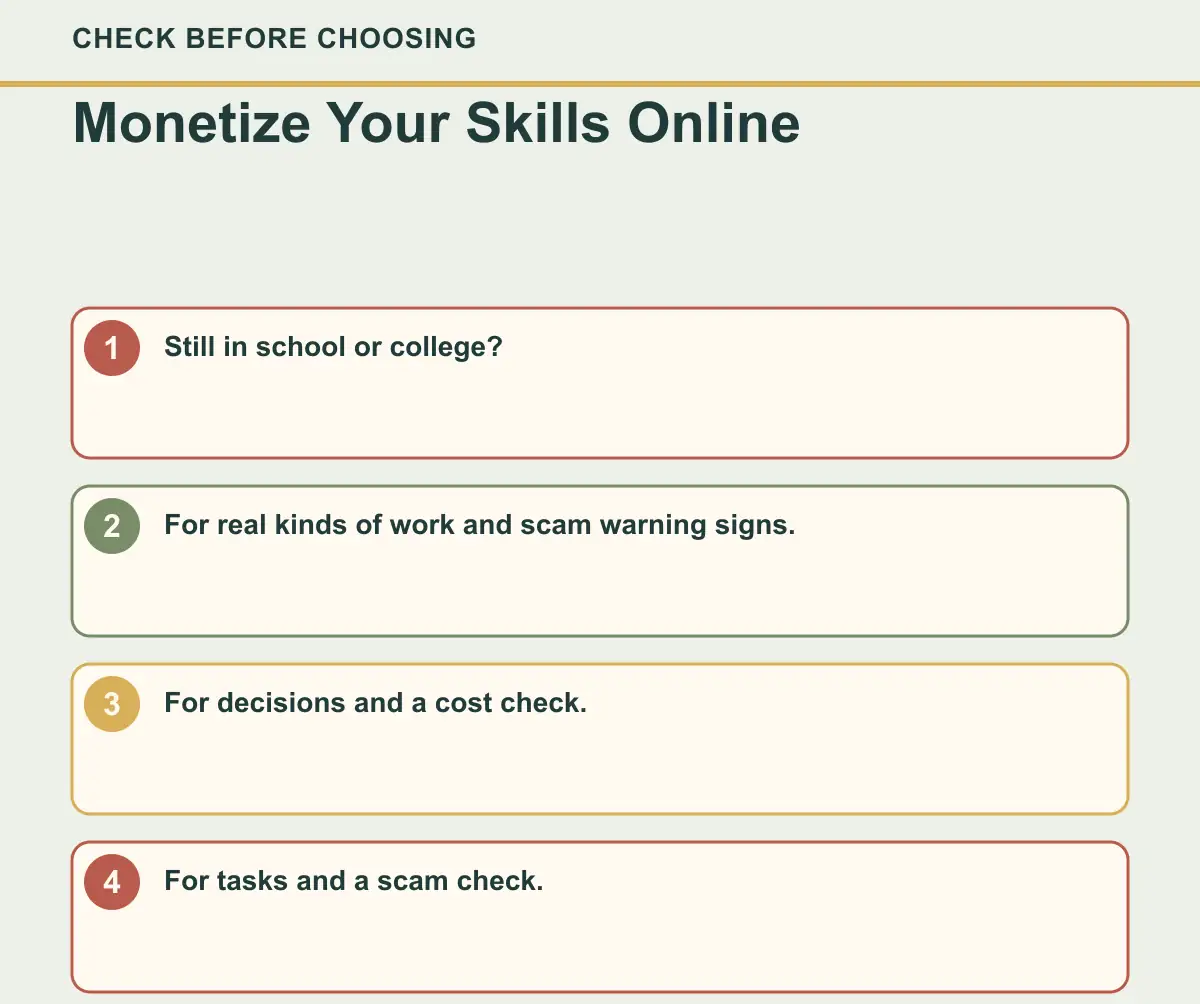 CHECK BEFORE CHOOSING
Monetize Your Skills Online
1 Still in school or college?
2 For real kinds of work and scam warning signs.
3 For decisions and a cost check.
4 For tasks and a scam check.